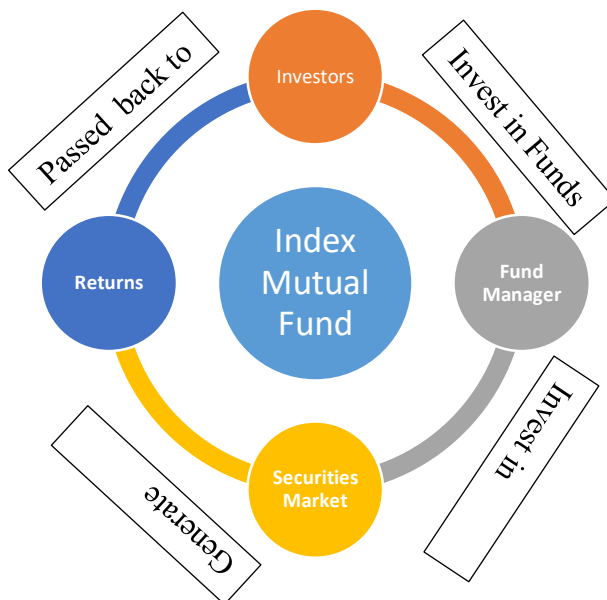 Investors
Invest in Funds
Fund
Manager
Invest in
Securities
Market
Generate
Returns
Passed back to
Index
Mutual
Fund